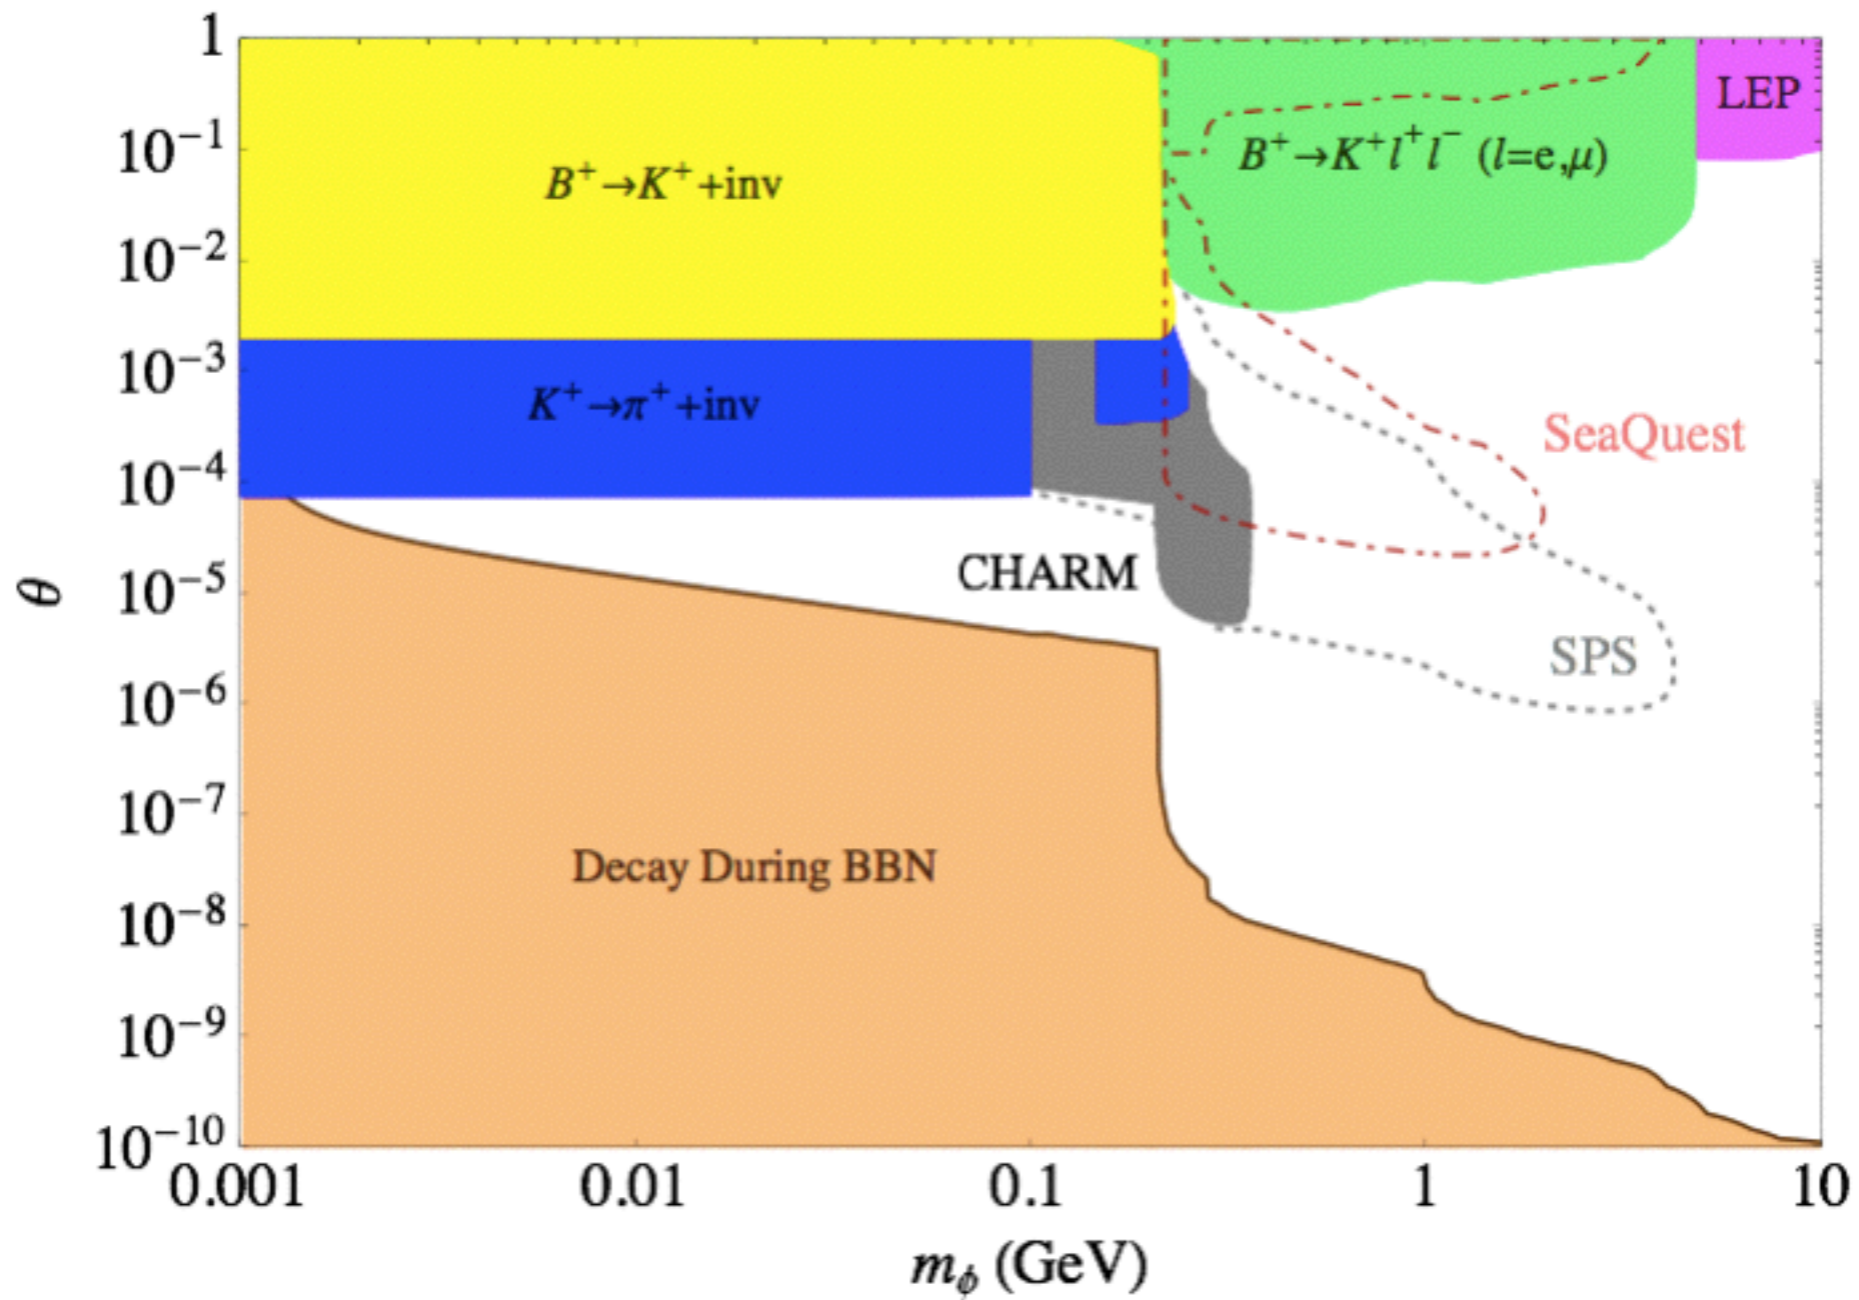 1
LEP
10⁻¹
B⁺→K⁺l⁺l⁻ (l=e,μ)
B⁺→K⁺+inv
10⁻²
10⁻³
K⁺→π⁺+inv
SeaQuest
10⁻⁴
CHARM
10⁻⁵
θ
SPS
10⁻⁶
10⁻⁷
Decay During BBN
10⁻⁸
10⁻⁹
10⁻¹⁰
0.001 0.01 0.1 1 10
m_ϕ (GeV)